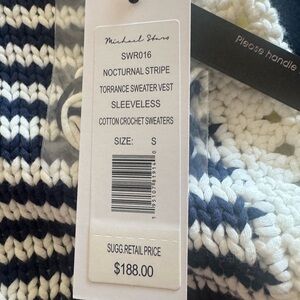 Michael Stars
SWR016
NOCTURNAL STRIPE
TORRANCE SWEATER VEST
SLEEVELESS
COTTON CROCHET SWEATERS
SIZE: S
SUGG.RETAIL PRICE
$188.00
Please handle